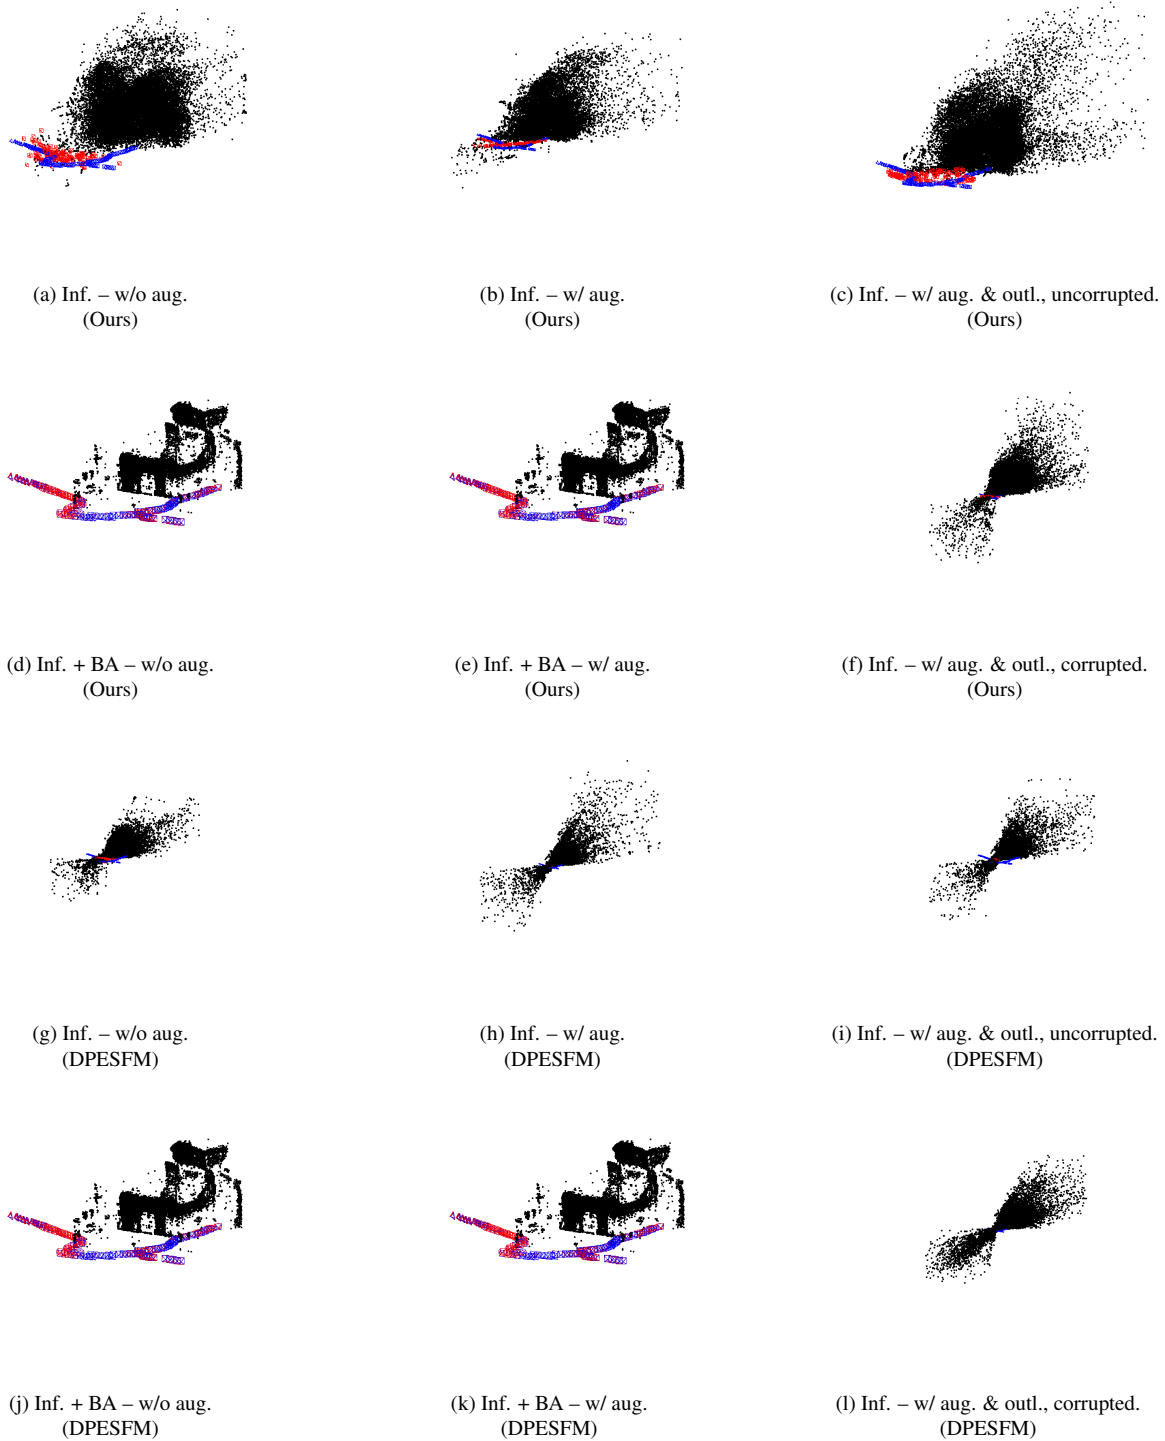 (a) Inf. – w/o aug.
(Ours)
(b) Inf. – w/ aug.
(Ours)
(c) Inf. – w/ aug. & outl., uncorrupted.
(Ours)
(d) Inf. + BA – w/o aug.
(Ours)
(e) Inf. + BA – w/ aug.
(Ours)
(f) Inf. – w/ aug. & outl., corrupted.
(Ours)
(g) Inf. – w/o aug.
(DPESFM)
(h) Inf. – w/ aug.
(DPESFM)
(i) Inf. – w/ aug. & outl., uncorrupted.
(DPESFM)
(j) Inf. + BA – w/o aug.
(DPESFM)
(k) Inf. + BA – w/ aug.
(DPESFM)
(l) Inf. – w/ aug. & outl., corrupted.
(DPESFM)